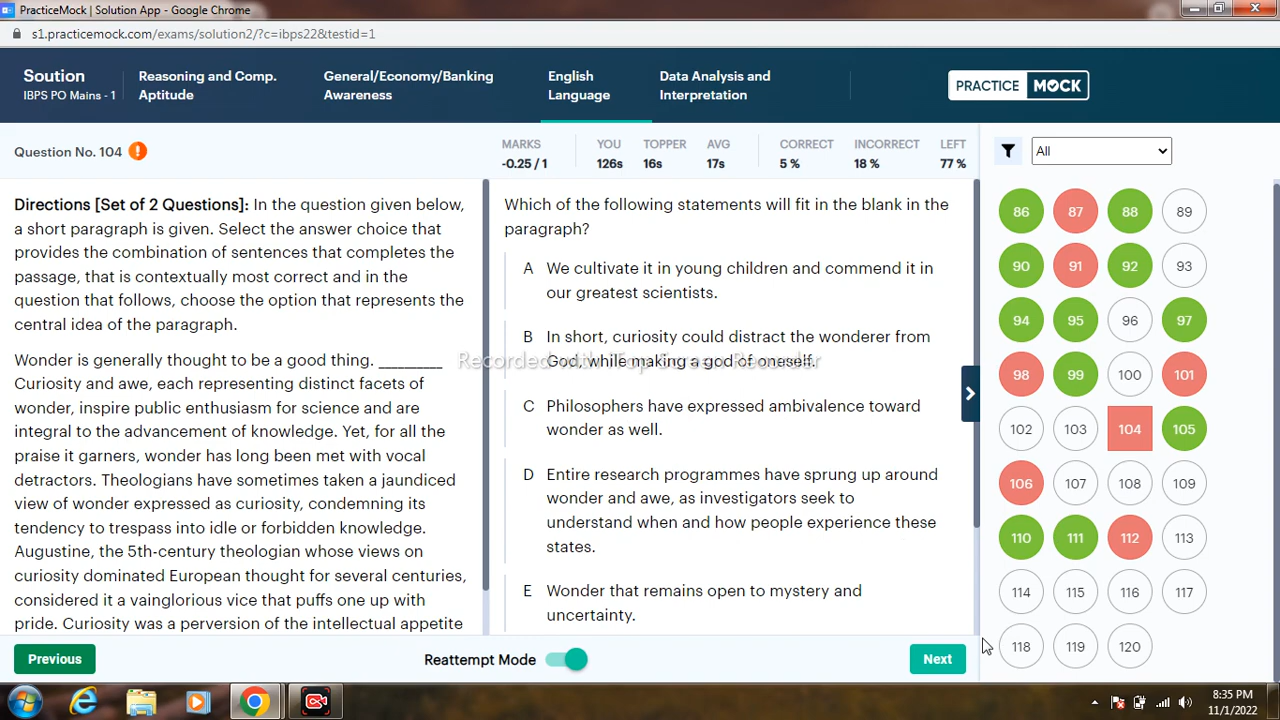 PracticeMock | Solution App - Google Chrome
s1.practicemock.com/exams/solution2/?c=ibps22&testid=1
Soution
IBPS PO Mains - 1
Reasoning and Comp.
Aptitude
General/Economy/Banking
Awareness
English
Language
Data Analysis and
Interpretation
PRACTICE MOCK
Question No. 104
MARKS
-0.25 / 1
YOU
126s
TOPPER
16s
AVG
17s
CORRECT
5 %
INCORRECT
18 %
LEFT
77 %
All
Directions [Set of 2 Questions]: In the question given below,
a short paragraph is given. Select the answer choice that
provides the combination of sentences that completes the
passage, that is contextually most correct and in the
question that follows, choose the option that represents the
central idea of the paragraph.
Wonder is generally thought to be a good thing. __________
Curiosity and awe, each representing distinct facets of
wonder, inspire public enthusiasm for science and are
integral to the advancement of knowledge. Yet, for all the
praise it garners, wonder has long been met with vocal
detractors. Theologians have sometimes taken a jaundiced
view of wonder expressed as curiosity, condemning its
tendency to trespass into idle or forbidden knowledge.
Augustine, the 5th-century theologian whose views on
curiosity dominated European thought for several centuries,
considered it a vainglorious vice that puffs one up with
pride. Curiosity was a perversion of the intellectual appetite
Which of the following statements will fit in the blank in the
paragraph?
A We cultivate it in young children and commend it in
our greatest scientists.
B In short, curiosity could distract the wonderer from
God, while making a god of oneself.
C Philosophers have expressed ambivalence toward
wonder as well.
D Entire research programmes have sprung up around
wonder and awe, as investigators seek to
understand when and how people experience these
states.
E Wonder that remains open to mystery and
uncertainty.
Recorded with iTop Screen Recorder
86 87 88 89
90 91 92 93
94 95 96 97
98 99 100 101
102 103 104 105
106 107 108 109
110 111 112 113
114 115 116 117
118 119 120
Previous
Reattempt Mode
Next
8:35 PM
11/1/2022